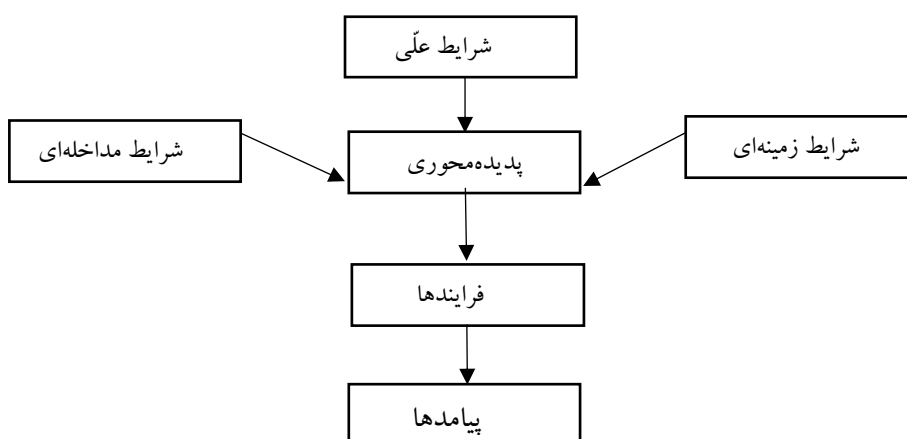 شرایط علّی
شرایط زمینه‌ای
شرایط مداخله‌ای
پدیده‌محوری
فرایندها
پیامدها